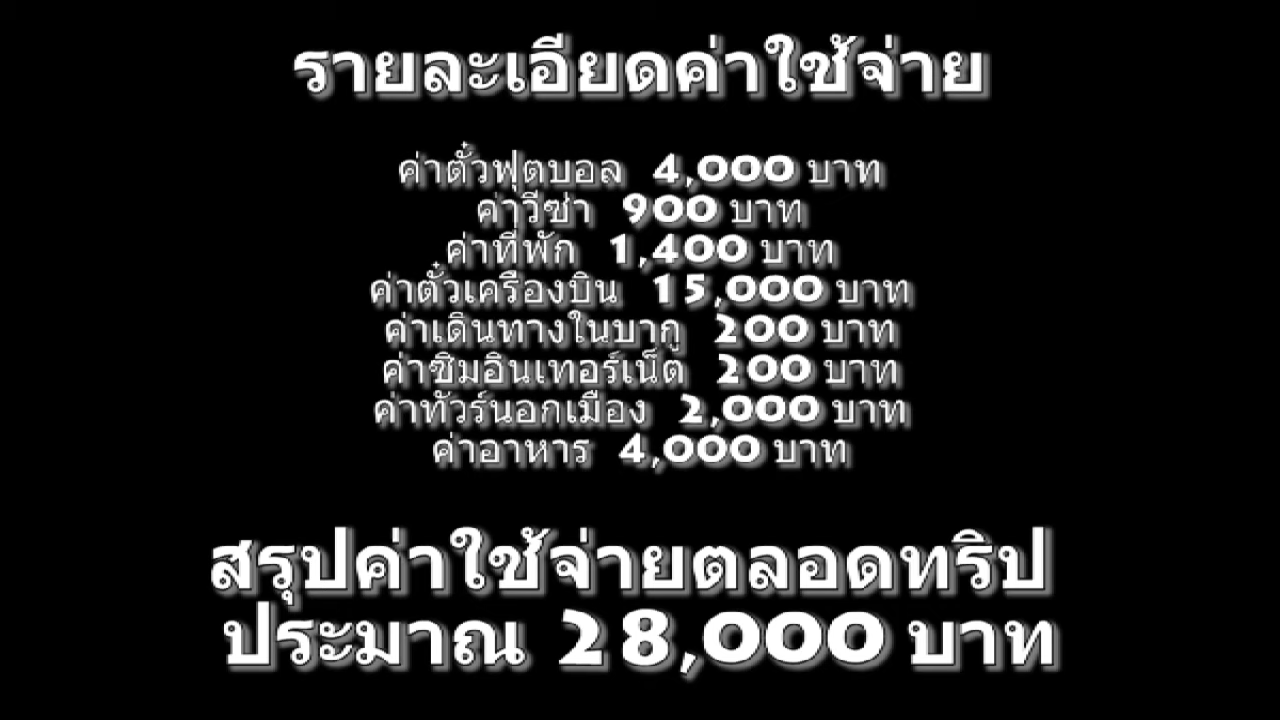 รายละเอียดค่าใช้จ่าย
ค่าตั๋วฟุตบอล 4,000 บาท
ค่าวีซ่า 900 บาท
ค่าที่พัก 1,400 บาท
ค่าตั๋วเครื่องบิน 15,000 บาท
ค่าเดินทางในบากู 200 บาท
ค่าซิมอินเทอร์เน็ต 200 บาท
ค่าทัวร์นอกเมือง 2,000 บาท
ค่าอาหาร 4,000 บาท
สรุปค่าใช้จ่ายตลอดทริป
ประมาณ 28,000 บาท